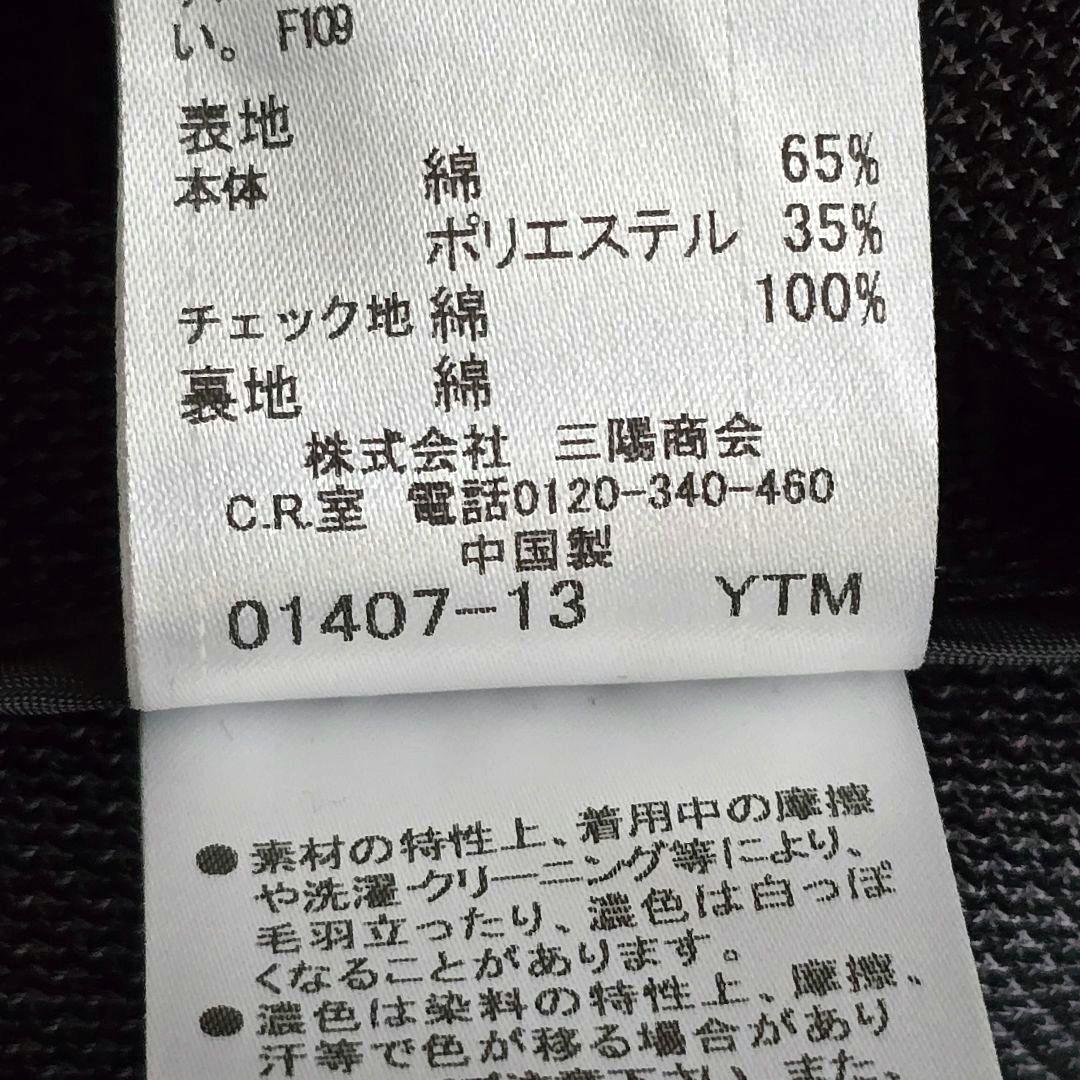 い。 F109
表地
本体 綿 65%
ポリエステル 35%
チェック地 綿 100%
裏地 綿
株式会社 三陽商会
C.R.室 電話0120-340-460
中国製
01407-13 YTM
●素材の特性上、着用中の摩擦
や洗濯・クリーニング等により、
毛羽立ったり、濃色は白っぽ
くなることがあります。
●濃色は染料の特性上、摩擦、
汗等で色が移る場合があり
また、